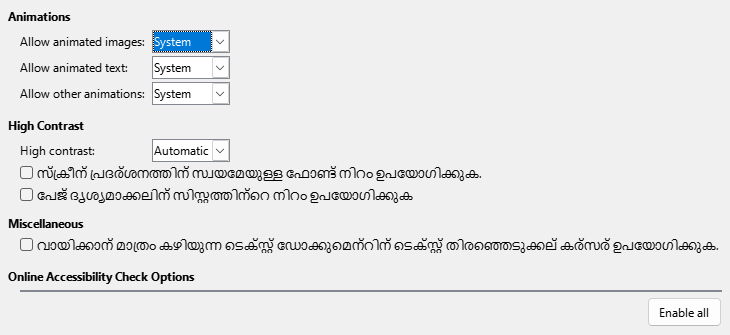 Animations
Allow animated images: System
Allow animated text: System
Allow other animations: System
High Contrast
High contrast: Automatic
സ്ക്രീന് പ്രദര്ശനത്തിന് സ്വയമേയുള്ള ഫോണ്ട് നിറം ഉപയോഗിക്കുക.
പേജ് ദൃശ്യമാക്കലിന് സിസ്റ്റത്തിന്റെ നിറം ഉപയോഗിക്കുക
Miscellaneous
വായിക്കാന് മാത്രം കഴിയുന്ന ടെക്സ്റ്റ് ഡോക്കുമെന്റിന് ടെക്സ്റ്റ് തിരഞ്ഞെടുക്കല് കര്സര് ഉപയോഗിക്കുക.
Online Accessibility Check Options
Enable all